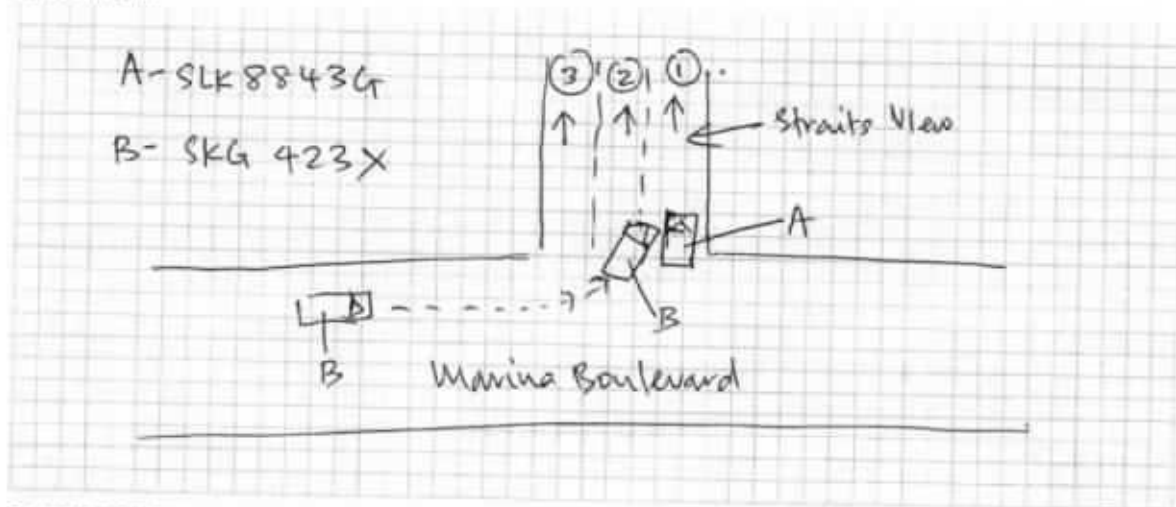 A - SLK8843G
B - SKG 423X
③ ② ①
Straits View
A
B
B
Marina Boulevard